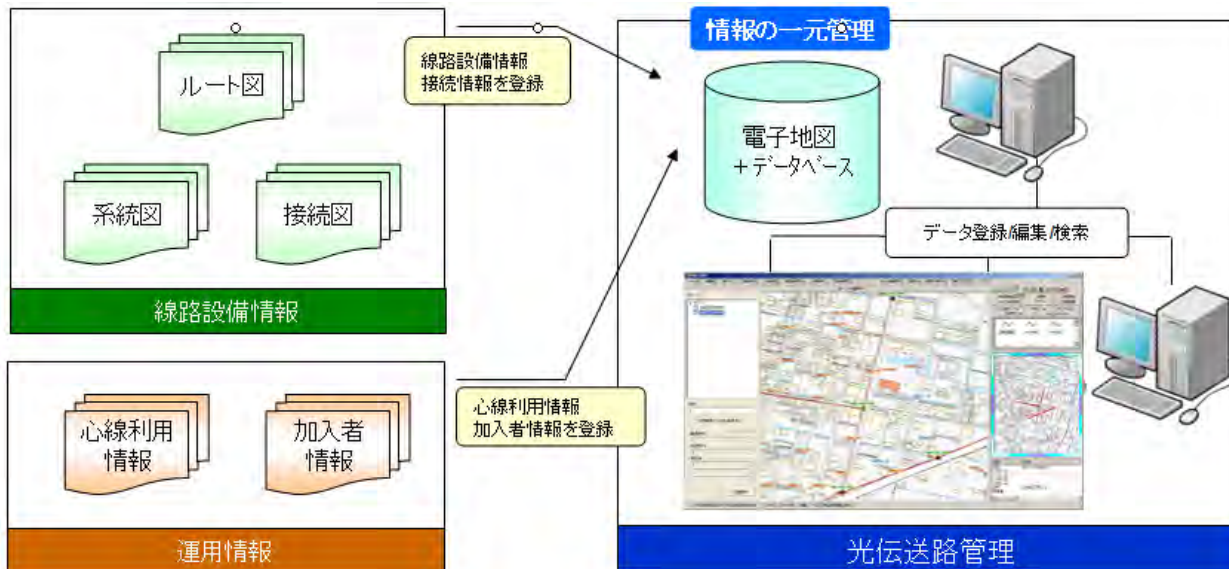 ルート図
系統図
接続図
線路設備情報
線路設備情報
接続情報を登録
心線利用
情報
加入者
情報
運用情報
心線利用情報
加入者情報を登録
情報の一元管理
電子地図
+データベース
データ登録/編集/検索
光伝送路管理